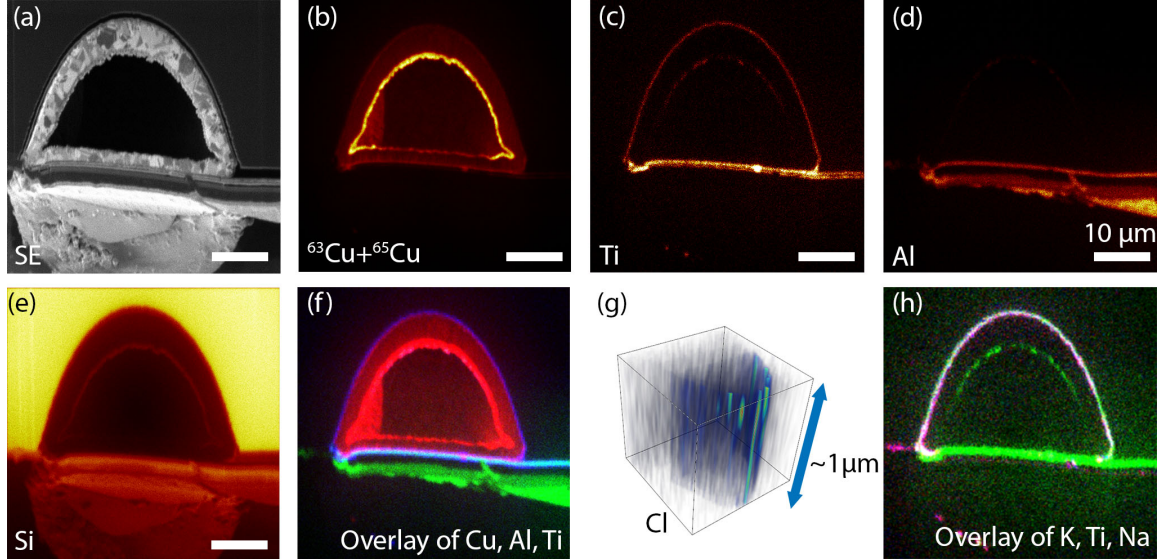 (a)
SE
(b)
⁶³Cu+⁶⁵Cu
(c)
Ti
(d)
Al
10 μm
(e)
Si
(f)
Overlay of Cu, Al, Ti
(g)
Cl
~1μm
(h)
Overlay of K, Ti, Na